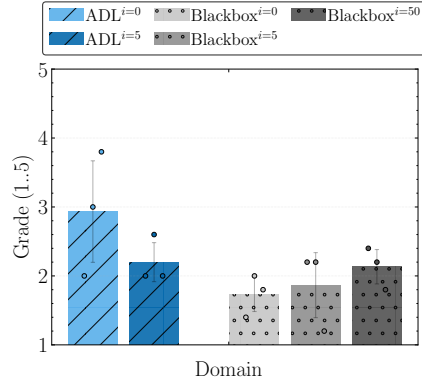 ADL^{i=0} Blackbox^{i=0} Blackbox^{i=50}
ADL^{i=5} Blackbox^{i=5}
5
4
3
2
1
Grade (1..5)
Domain